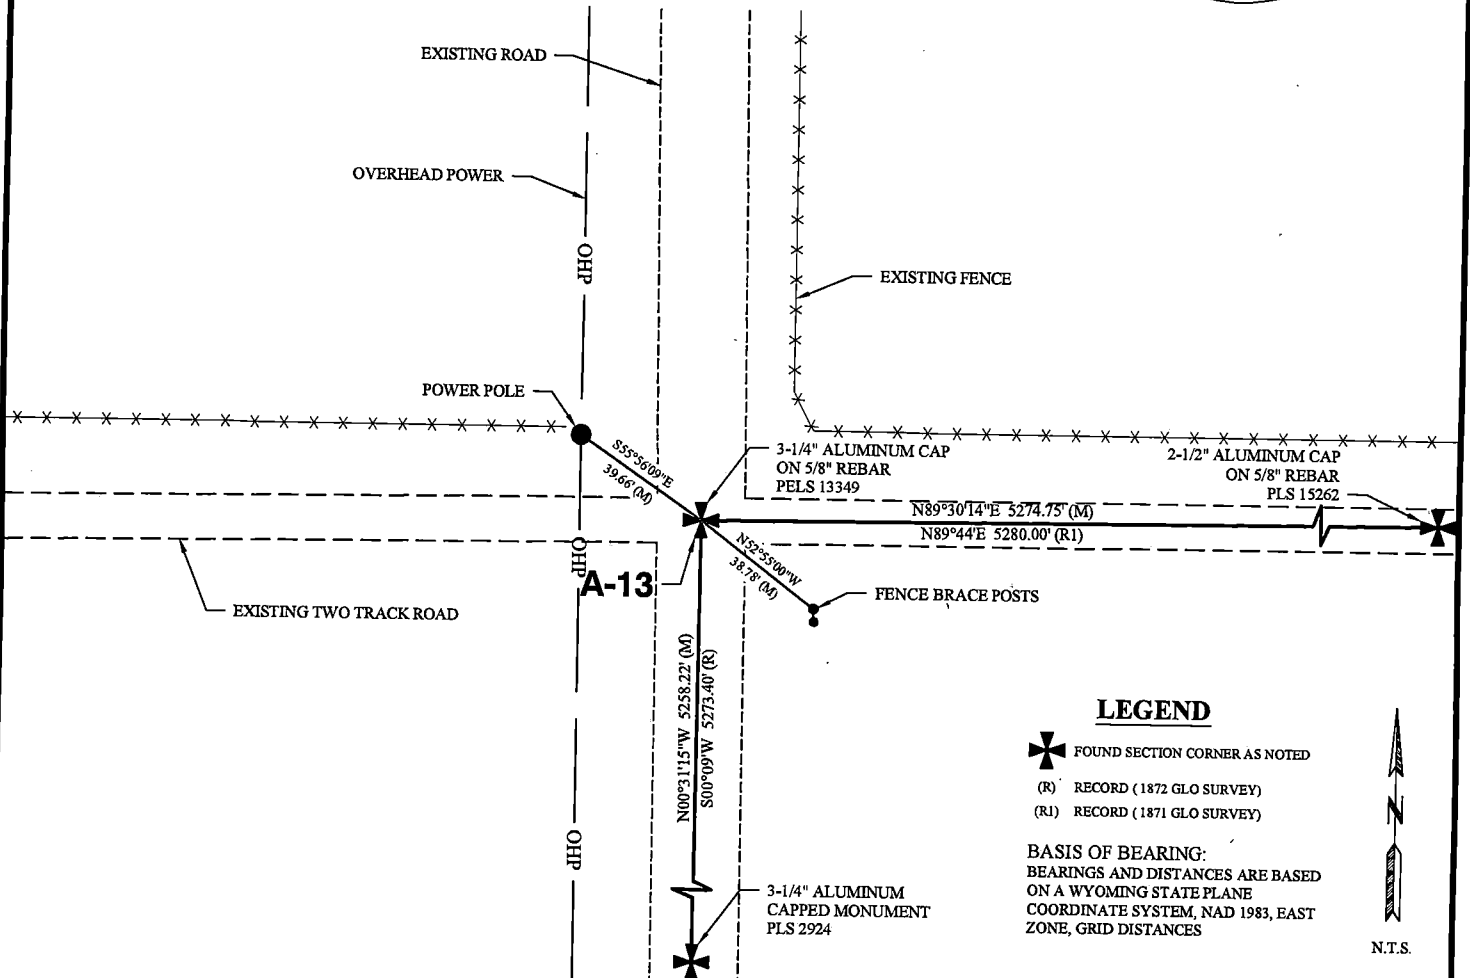 EXISTING ROAD
OVERHEAD POWER
OHP
EXISTING FENCE
POWER POLE
S55°56'09"E
39.66' (M)
3-1/4" ALUMINUM CAP
ON 5/8" REBAR
PELS 13349
2-1/2" ALUMINUM CAP
ON 5/8" REBAR
PLS 15262
N89°30'14"E 5274.75' (M)
N89°44'E 5280.00' (R1)
OHP
A-13
N52°55'00"W
38.78' (M)
FENCE BRACE POSTS
EXISTING TWO TRACK ROAD
N00°31'15"W 5258.22' (M)
S00°09'W 5273.40' (R)
OHP
3-1/4" ALUMINUM
CAPPED MONUMENT
PLS 2924
LEGEND
FOUND SECTION CORNER AS NOTED
(R) RECORD ( 1872 GLO SURVEY)
(R1) RECORD ( 1871 GLO SURVEY)
BASIS OF BEARING:
BEARINGS AND DISTANCES ARE BASED
ON A WYOMING STATE PLANE
COORDINATE SYSTEM, NAD 1983, EAST
ZONE, GRID DISTANCES
N
N.T.S.